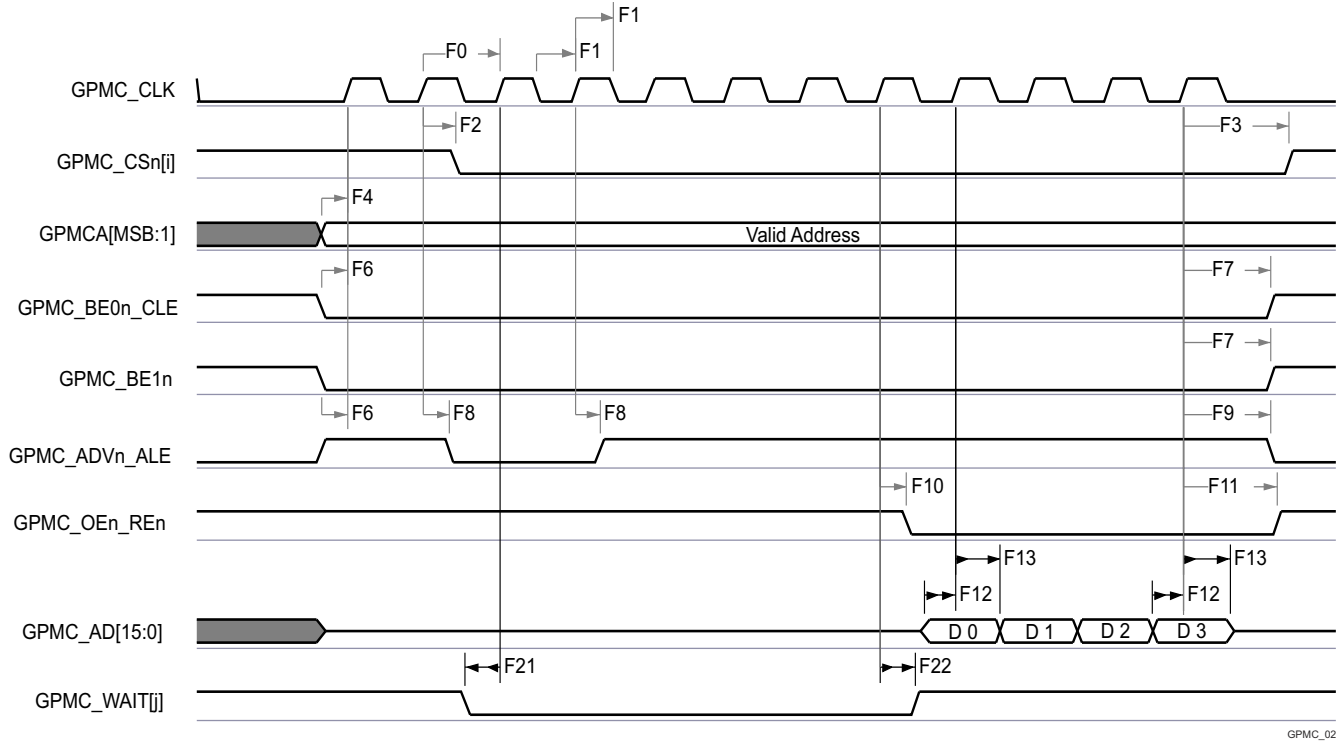 F1
F0 F1
GPMC_CLK
F2 F3
GPMC_CSn[i]
F4
GPMCA[MSB:1] Valid Address
F6 F7
GPMC_BE0n_CLE
F7
GPMC_BE1n
F6 F8 F8 F9
GPMC_ADVn_ALE
F10 F11
GPMC_OEn_REn
F13 F13
F12 F12
GPMC_AD[15:0] D 0 D 1 D 2 D 3
F21 F22
GPMC_WAIT[j]
GPMC_02